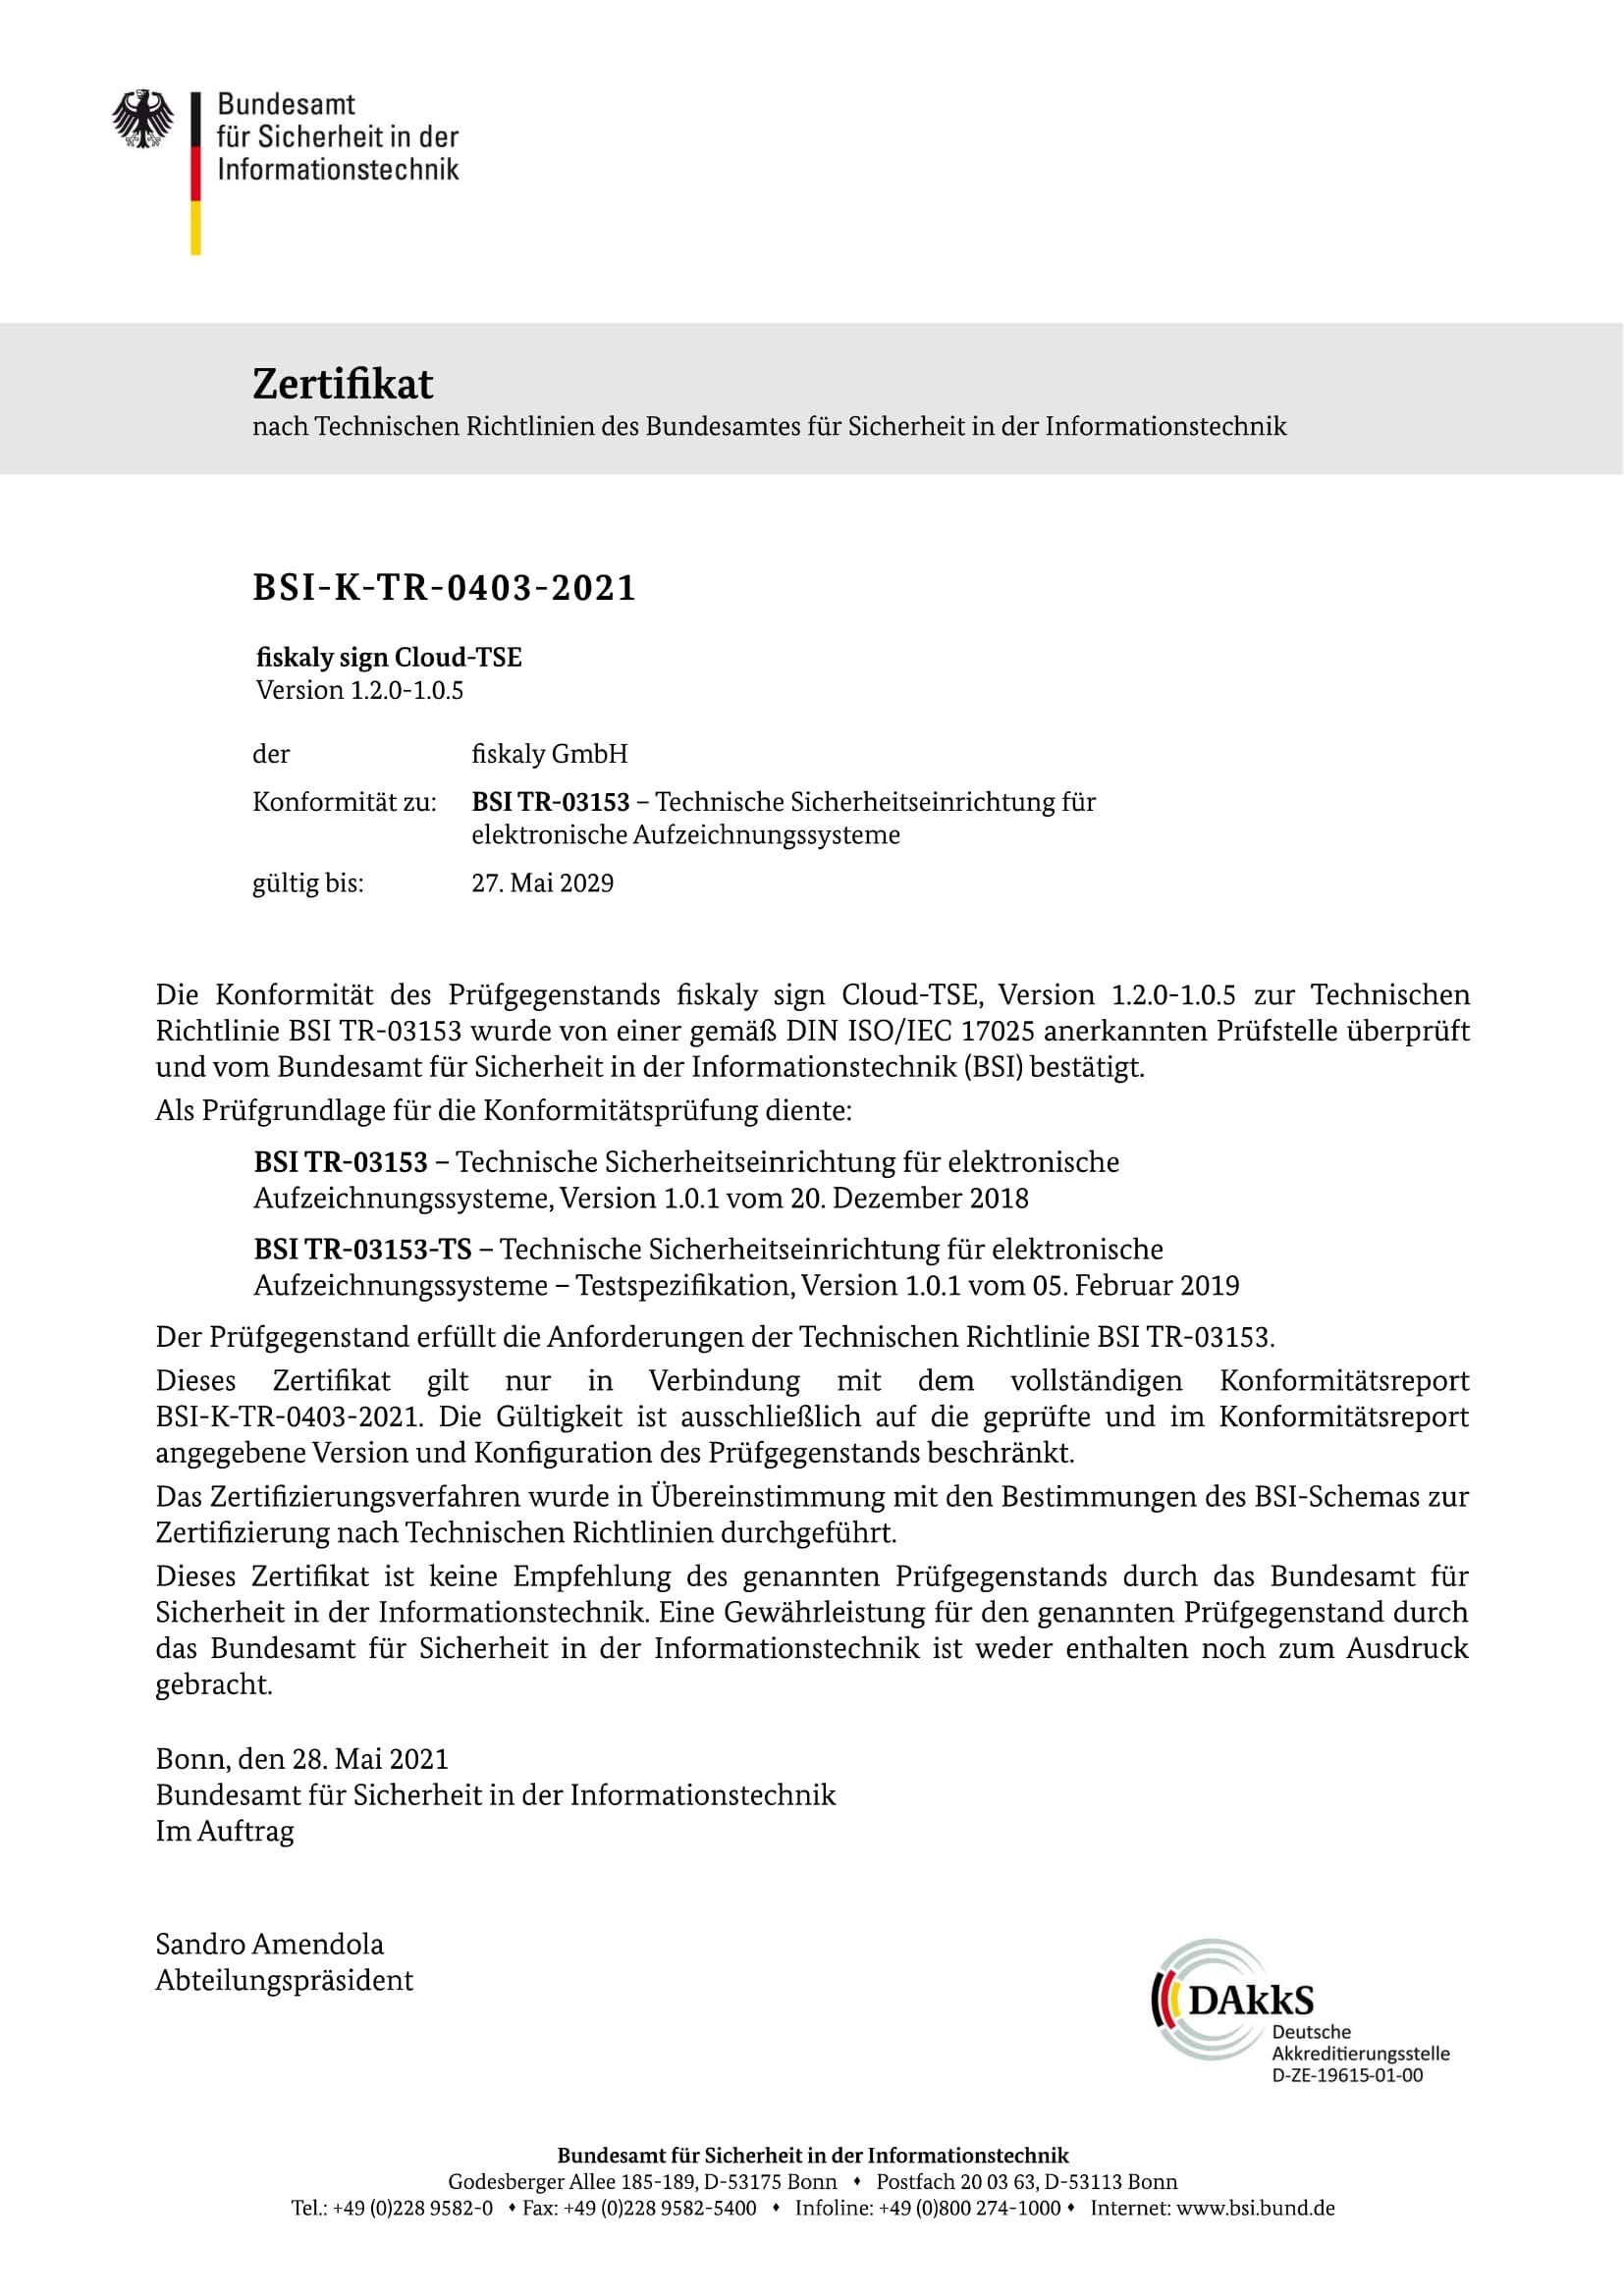 Bundesamt
für Sicherheit in der
Informationstechnik
Zertifikat
nach Technischen Richtlinien des Bundesamtes für Sicherheit in der Informationstechnik
BSI-K-TR-0403-2021
fiskaly sign Cloud-TSE
Version 1.2.0-1.0.5
der fiskaly GmbH
Konformität zu: BSI TR-03153 – Technische Sicherheitseinrichtung für
elektronische Aufzeichnungssysteme
gültig bis: 27. Mai 2029
Die Konformität des Prüfgegenstands fiskaly sign Cloud-TSE, Version 1.2.0-1.0.5 zur Technischen
Richtlinie BSI TR-03153 wurde von einer gemäß DIN ISO/IEC 17025 anerkannten Prüfstelle überprüft
und vom Bundesamt für Sicherheit in der Informationstechnik (BSI) bestätigt.
Als Prüfgrundlage für die Konformitätsprüfung diente:
BSI TR-03153 – Technische Sicherheitseinrichtung für elektronische
Aufzeichnungssysteme, Version 1.0.1 vom 20. Dezember 2018
BSI TR-03153-TS – Technische Sicherheitseinrichtung für elektronische
Aufzeichnungssysteme – Testspezifikation, Version 1.0.1 vom 05. Februar 2019
Der Prüfgegenstand erfüllt die Anforderungen der Technischen Richtlinie BSI TR-03153.
Dieses Zertifikat gilt nur in Verbindung mit dem vollständigen Konformitätsreport
BSI-K-TR-0403-2021. Die Gültigkeit ist ausschließlich auf die geprüfte und im Konformitätsreport
angegebene Version und Konfiguration des Prüfgegenstands beschränkt.
Das Zertifizierungsverfahren wurde in Übereinstimmung mit den Bestimmungen des BSI-Schemas zur
Zertifizierung nach Technischen Richtlinien durchgeführt.
Dieses Zertifikat ist keine Empfehlung des genannten Prüfgegenstands durch das Bundesamt für
Sicherheit in der Informationstechnik. Eine Gewährleistung für den genannten Prüfgegenstand durch
das Bundesamt für Sicherheit in der Informationstechnik ist weder enthalten noch zum Ausdruck
gebracht.
Bonn, den 28. Mai 2021
Bundesamt für Sicherheit in der Informationstechnik
Im Auftrag
Sandro Amendola
Abteilungspräsident
DAkkS
Deutsche
Akkreditierungsstelle
D-ZE-19615-01-00
Bundesamt für Sicherheit in der Informationstechnik
Godesberger Allee 185-189, D-53175 Bonn ♦ Postfach 20 03 63, D-53113 Bonn
Tel.: +49 (0)228 9582-0 ♦ Fax: +49 (0)228 9582-5400 ♦ Infoline: +49 (0)800 274-1000 ♦ Internet: www.bsi.bund.de